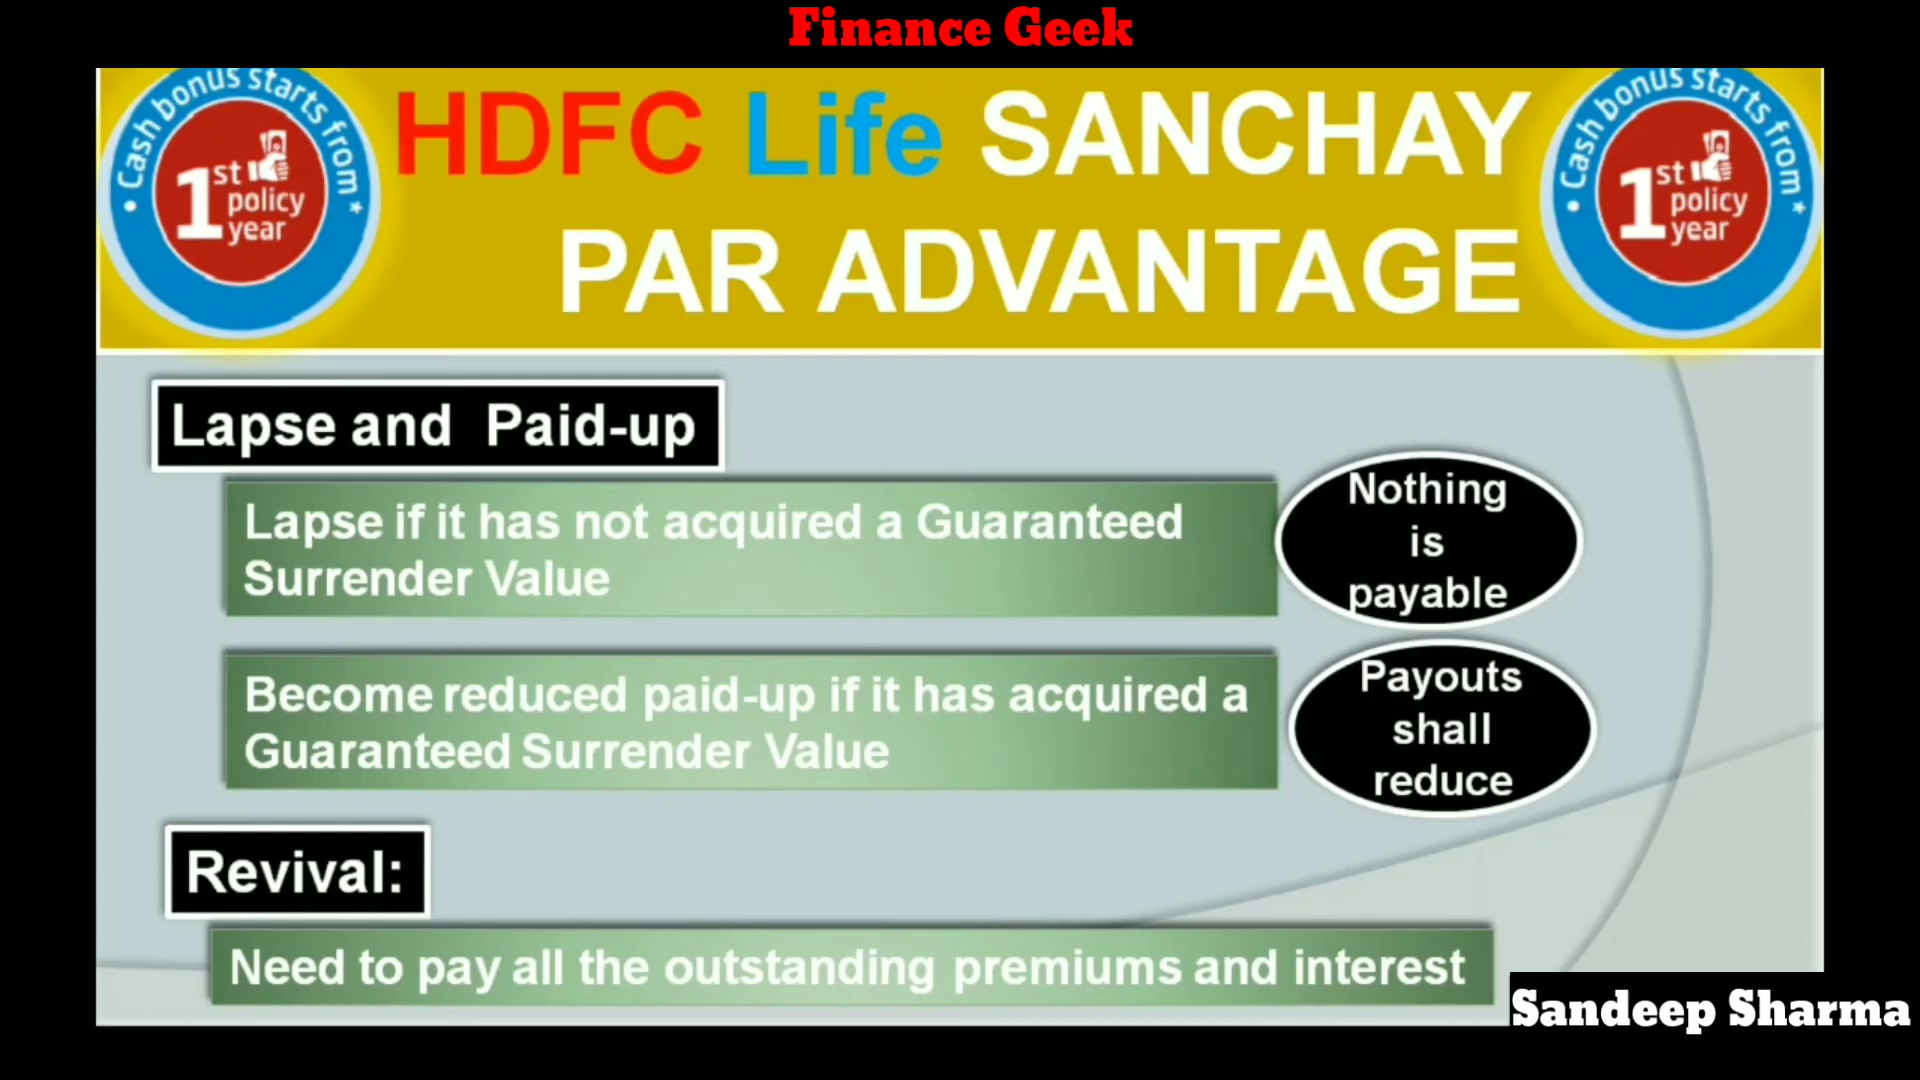 Finance Geek
• Cash bonus starts from *
1st
policy
year
HDFC Life SANCHAY
PAR ADVANTAGE
• Cash bonus starts from *
1st
policy
year
Lapse and Paid-up
Lapse if it has not acquired a Guaranteed
Surrender Value
Nothing
is
payable
Become reduced paid-up if it has acquired a
Guaranteed Surrender Value
Payouts
shall
reduce
Revival:
Need to pay all the outstanding premiums and interest
Sandeep Sharma